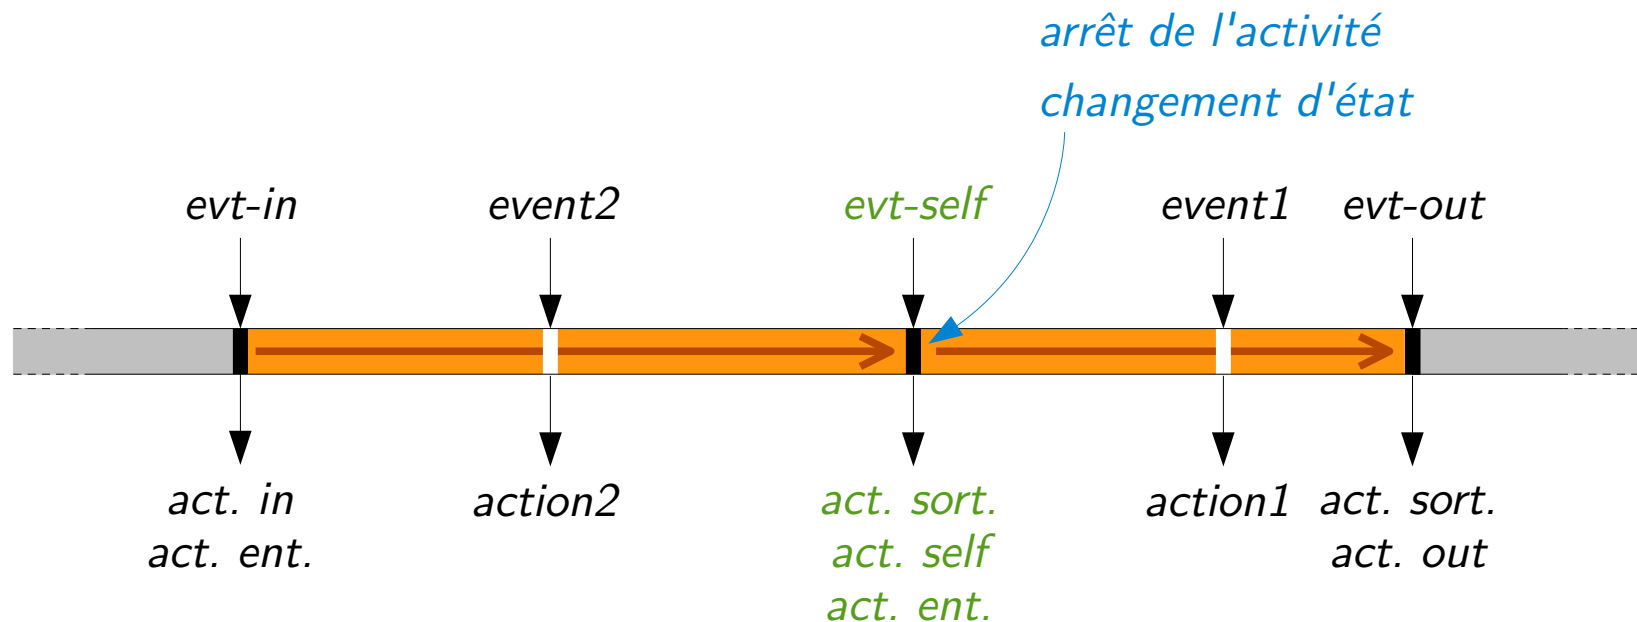 arrêt de l'activité
changement d'état
evt-in event2 evt-self event1 evt-out
act. in action2 act. sort. action1 act. sort.
act. ent. act. self act. out
act. ent.